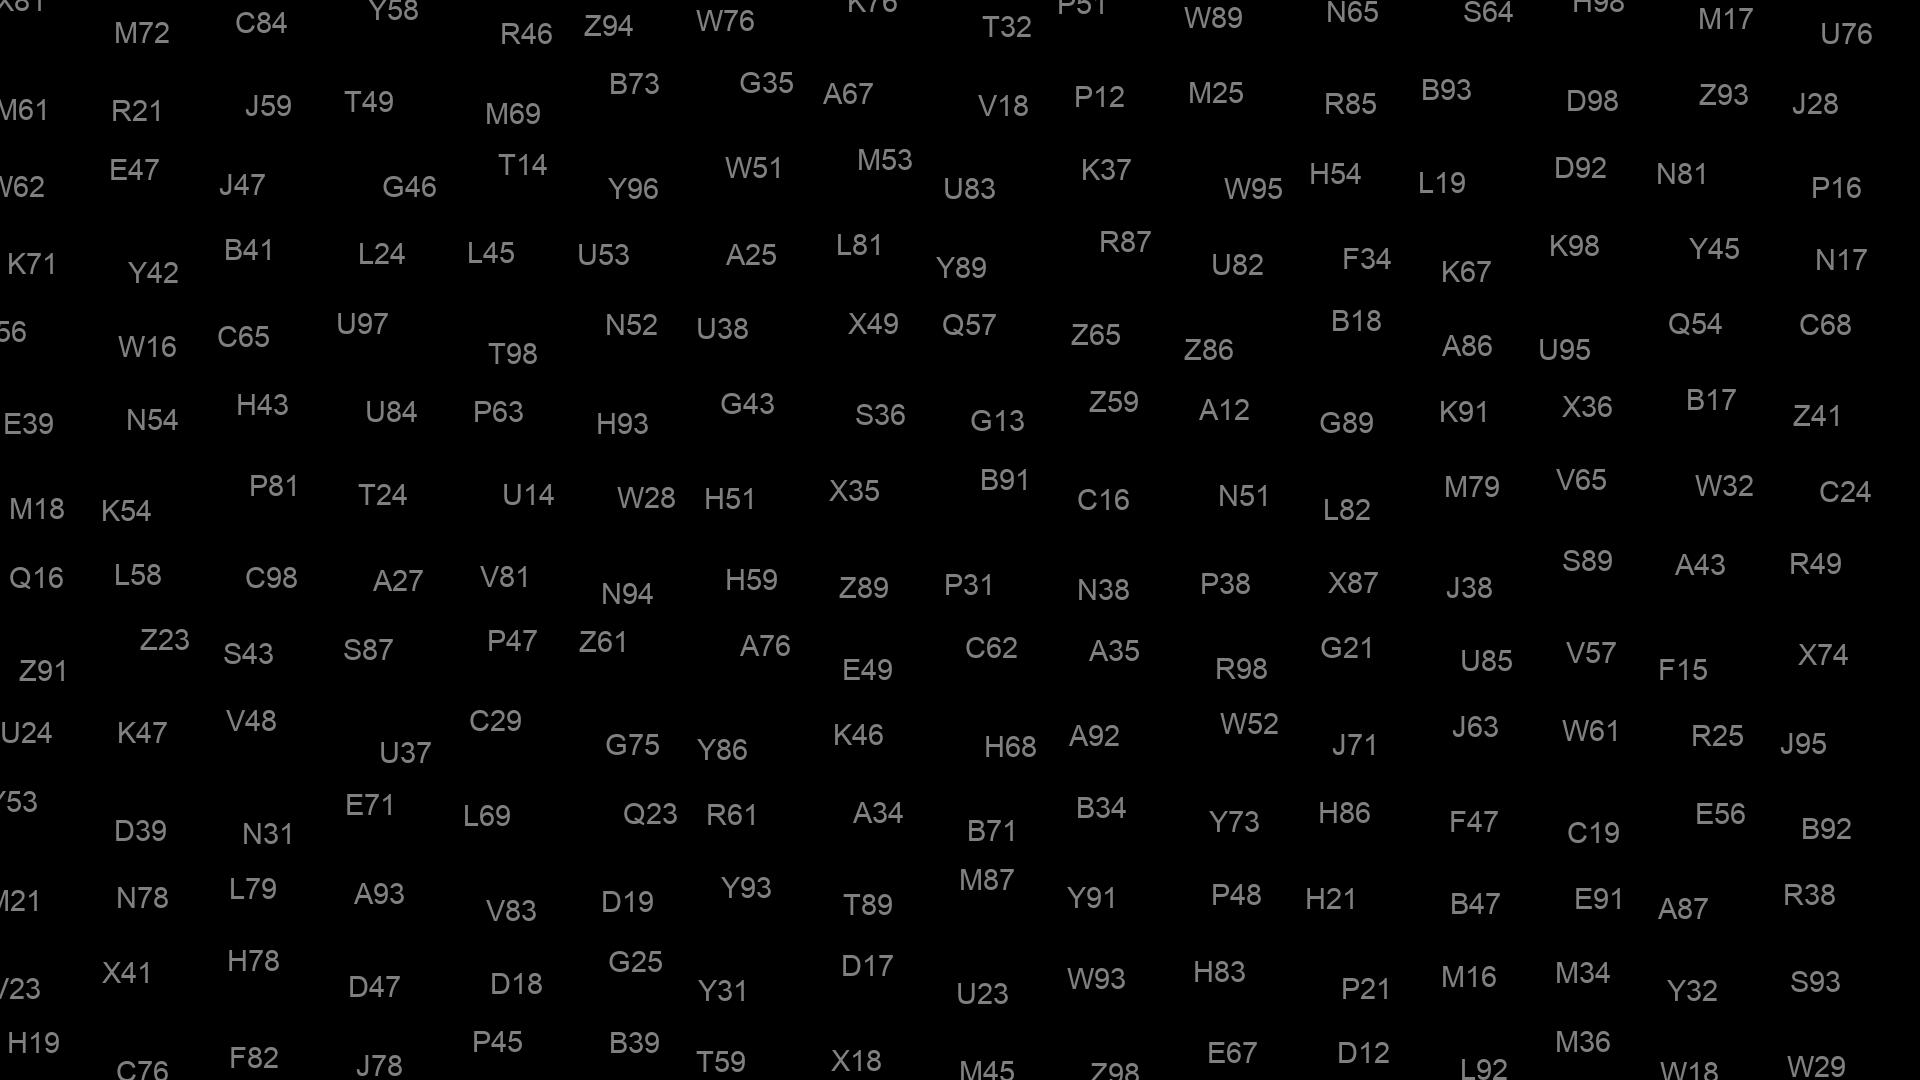 M72 C84 Y58 R46 Z94 W76 K76 T32 P51 W89 N65 S64 H98 M17 U76
M61 R21 J59 T49 M69 B73 G35 A67 V18 P12 M25 R85 B93 D98 Z93 J28
W62 E47 J47 G46 T14 Y96 W51 M53 U83 K37 W95 H54 L19 D92 N81 P16
K71 Y42 B41 L24 L45 U53 A25 L81 Y89 R87 U82 F34 K67 K98 Y45 N17
56 W16 C65 U97 T98 N52 U38 X49 Q57 Z65 Z86 B18 A86 U95 Q54 C68
E39 N54 H43 U84 P63 H93 G43 S36 G13 Z59 A12 G89 K91 X36 B17 Z41
M18 K54 P81 T24 U14 W28 H51 X35 B91 C16 N51 L82 M79 V65 W32 C24
Q16 L58 C98 A27 V81 N94 H59 Z89 P31 N38 P38 X87 J38 S89 A43 R49
Z91 Z23 S43 S87 P47 Z61 A76 E49 C62 A35 R98 G21 U85 V57 F15 X74
U24 K47 V48 U37 C29 G75 Y86 K46 H68 A92 W52 J71 J63 W61 R25 J95
Y53 D39 N31 E71 L69 Q23 R61 A34 B71 B34 Y73 H86 F47 C19 E56 B92
M21 N78 L79 A93 V83 D19 Y93 T89 M87 Y91 P48 H21 B47 E91 A87 R38
V23 X41 H78 D47 D18 G25 Y31 D17 U23 W93 H83 P21 M16 M34 Y32 S93
H19 C76 F82 J78 P45 B39 T59 X18 M45 Z98 E67 D12 L92 M36 W18 W29